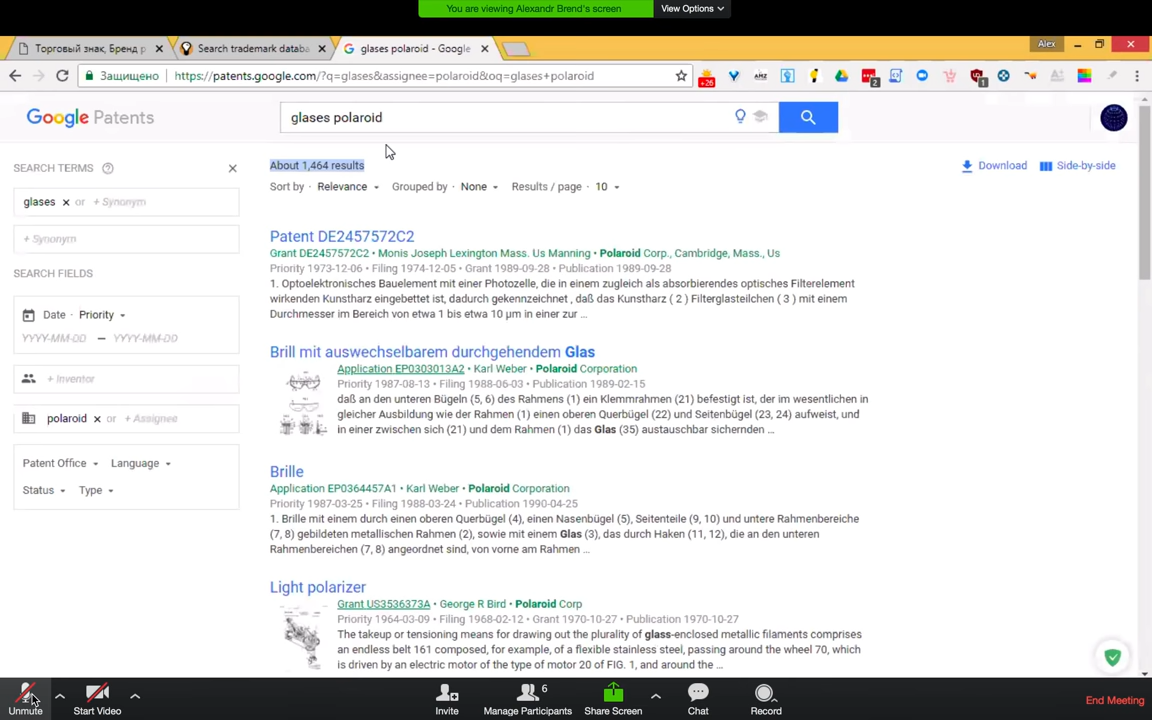 You are viewing Alexandr Brend's screen
View Options
Торговый знак, Бренд р
Search trademark databa
glases polaroid - Google
Alex
Защищено
https://patents.google.com/?q=glases&assignee=polaroid&oq=glases+polaroid
+26
AMZ
2
1
Google Patents
glases polaroid
SEARCH TERMS
About 1,464 results
Download
Side-by-side
Sort by · Relevance
Grouped by · None
Results / page · 10
glases × or + Synonym
+ Synonym
SEARCH FIELDS
Date · Priority
YYYY-MM-DD — YYYY-MM-DD
+ Inventor
polaroid × or + Assignee
Patent Office
Language
Status
Type
Patent DE2457572C2
Grant DE2457572C2 • Monis Joseph Lexington Mass. Us Manning • Polaroid Corp., Cambridge, Mass., Us
Priority 1973-12-06 • Filing 1974-12-05 • Grant 1989-09-28 • Publication 1989-09-28
1. Optoelektronisches Bauelement mit einer Photozelle, die in einem zugleich als absorbierendes optisches Filterelement
wirkenden Kunstharz eingebettet ist, dadurch gekennzeichnet , daß das Kunstharz ( 2 ) Filterglasteilchen ( 3 ) mit einem
Durchmesser im Bereich von etwa 1 bis etwa 10 µm in einer zur ...
Brill mit auswechselbarem durchgehendem Glas
Application EP0303013A2 • Karl Weber • Polaroid Corporation
Priority 1987-08-13 • Filing 1988-06-03 • Publication 1989-02-15
daß an den unteren Bügeln (5, 6) des Rahmens (1) ein Klemmrahmen (21) befestigt ist, der im wesentlichen in
gleicher Ausbildung wie der Rahmen (1) einen oberen Querbügel (22) und Seitenbügel (23, 24) aufweist, und
in einer zwischen sich (21) und dem Rahmen (1) das Glas (35) austauschbar sichernden ...
Brille
Application EP0364457A1 • Karl Weber • Polaroid Corporation
Priority 1987-03-25 • Filing 1988-03-24 • Publication 1990-04-25
1. Brille mit einem durch einen oberen Querbügel (4), einen Nasenbügel (5), Seitenteile (9, 10) und untere Rahmenbereiche
(7, 8) gebildeten metallischen Rahmen (2), sowie mit einem Glas (3), das durch Haken (11, 12), die an den unteren
Rahmenbereichen (7, 8) angeordnet sind, von vorne am Rahmen ...
Light polarizer
Grant US3536373A • George R Bird • Polaroid Corp
Priority 1964-03-09 • Filing 1968-02-12 • Grant 1970-10-27 • Publication 1970-10-27
The takeup or tensioning means for drawing out the plurality of glass-enclosed metallic filaments comprises
an endless belt 161 composed, for example, of a flexible stainless steel, passing around the wheel 70, which
is driven by an electric motor of the type of motor 20 of FIG. 1, and around the ...
Unmute
Start Video
Invite
6
Manage Participants
Share Screen
Chat
Record
End Meeting